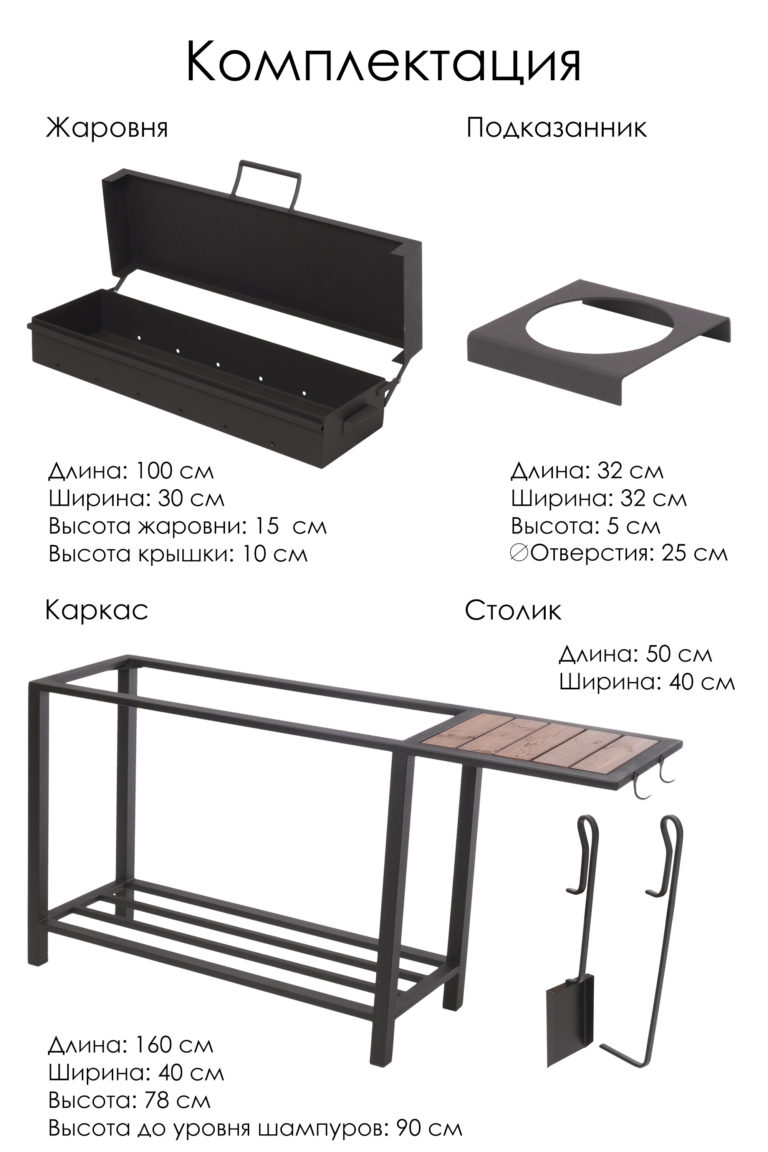 Комплектация
Жаровня
Подказанник
Длина: 100 см
Ширина: 30 см
Высота жаровни: 15 см
Высота крышки: 10 см
Длина: 32 см
Ширина: 32 см
Высота: 5 см
∅Отверстия: 25 см
Каркас
Столик
Длина: 50 см
Ширина: 40 см
Длина: 160 см
Ширина: 40 см
Высота: 78 см
Высота до уровня шампуров: 90 см